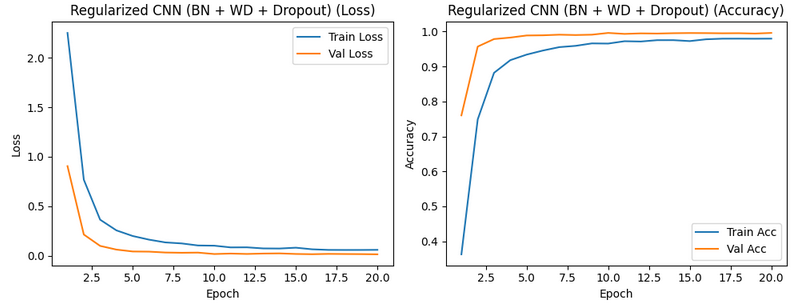 Regularized CNN (BN + WD + Dropout) (Loss)
Train Loss
Val Loss
2.0
1.5
1.0
0.5
0.0
Loss
2.5 5.0 7.5 10.0 12.5 15.0 17.5 20.0
Epoch
Regularized CNN (BN + WD + Dropout) (Accuracy)
1.0
0.9
0.8
0.7
0.6
0.5
0.4
Accuracy
Train Acc
Val Acc
2.5 5.0 7.5 10.0 12.5 15.0 17.5 20.0
Epoch